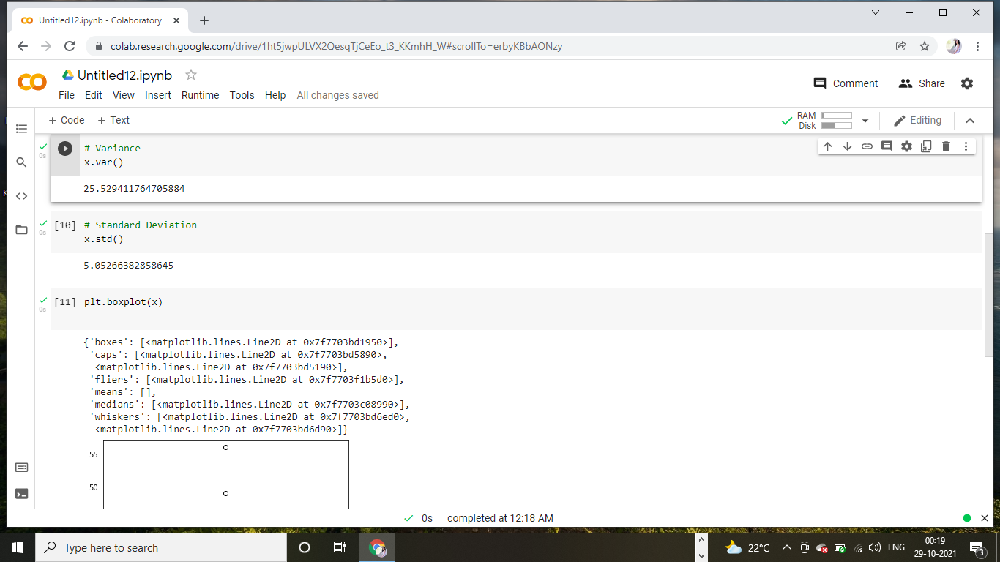 Untitled12.ipynb - Colaboratory
colab.research.google.com/drive/1ht5jwpULVX2QesqTjCeEo_t3_KKmhH_W#scrollTo=erbyKBbAONzy
Untitled12.ipynb
File Edit View Insert Runtime Tools Help All changes saved
Comment Share
+ Code + Text
RAM
Disk
Editing
0s
# Variance
x.var()
25.529411764705884
[10] # Standard Deviation
0s
x.std()
5.05266382858645
[11] plt.boxplot(x)
0s
{'boxes': [<matplotlib.lines.Line2D at 0x7f7703bd1950>],
'caps': [<matplotlib.lines.Line2D at 0x7f7703bd5890>,
<matplotlib.lines.Line2D at 0x7f7703bd5190>],
'fliers': [<matplotlib.lines.Line2D at 0x7f7703f1b5d0>],
'means': [],
'medians': [<matplotlib.lines.Line2D at 0x7f7703c08990>],
'whiskers': [<matplotlib.lines.Line2D at 0x7f7703bd6ed0>,
<matplotlib.lines.Line2D at 0x7f7703bd6d90>]}
55
50
0s completed at 12:18 AM
Type here to search
22°C
ENG
00:19
29-10-2021
3